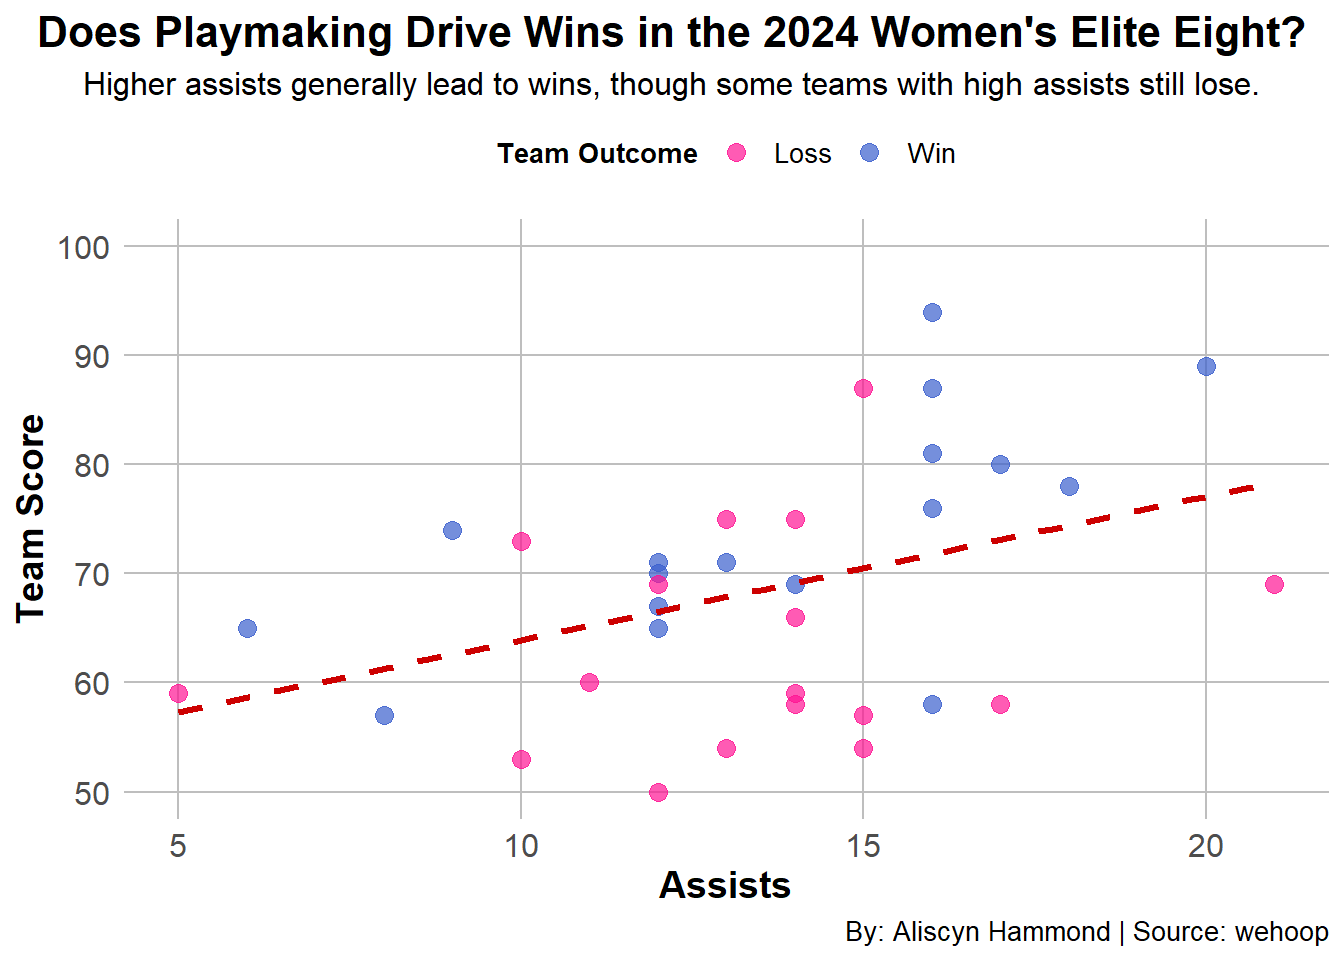 Does Playmaking Drive Wins in the 2024 Women's Elite Eight?
Higher assists generally lead to wins, though some teams with high assists still lose.
Team Outcome Loss Win
100
90
80
70
60
50
Team Score
5 10 15 20
Assists
By: Aliscyn Hammond | Source: wehoop